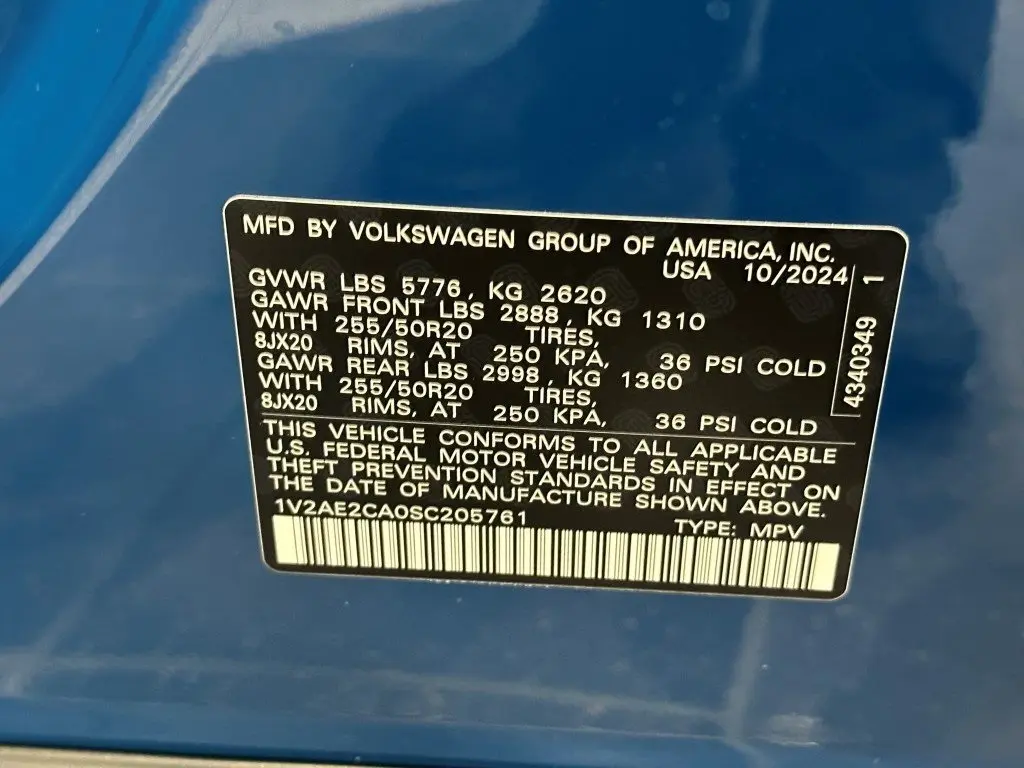 MFD BY VOLKSWAGEN GROUP OF AMERICA, INC.
USA 10/2024
GVWR LBS 5776, KG 2620
GAWR FRONT LBS 2888, KG 1310
WITH 255/50R20 TIRES,
8JX20 RIMS, AT 250 KPA, 36 PSI COLD
GAWR REAR LBS 2998, KG 1360
WITH 255/50R20 TIRES,
8JX20 RIMS, AT 250 KPA, 36 PSI COLD
4340349 1
THIS VEHICLE CONFORMS TO ALL APPLICABLE
U.S. FEDERAL MOTOR VEHICLE SAFETY AND
THEFT PREVENTION STANDARDS IN EFFECT ON
THE DATE OF MANUFACTURE SHOWN ABOVE.
1V2AE2CA0SC205761 TYPE: MPV